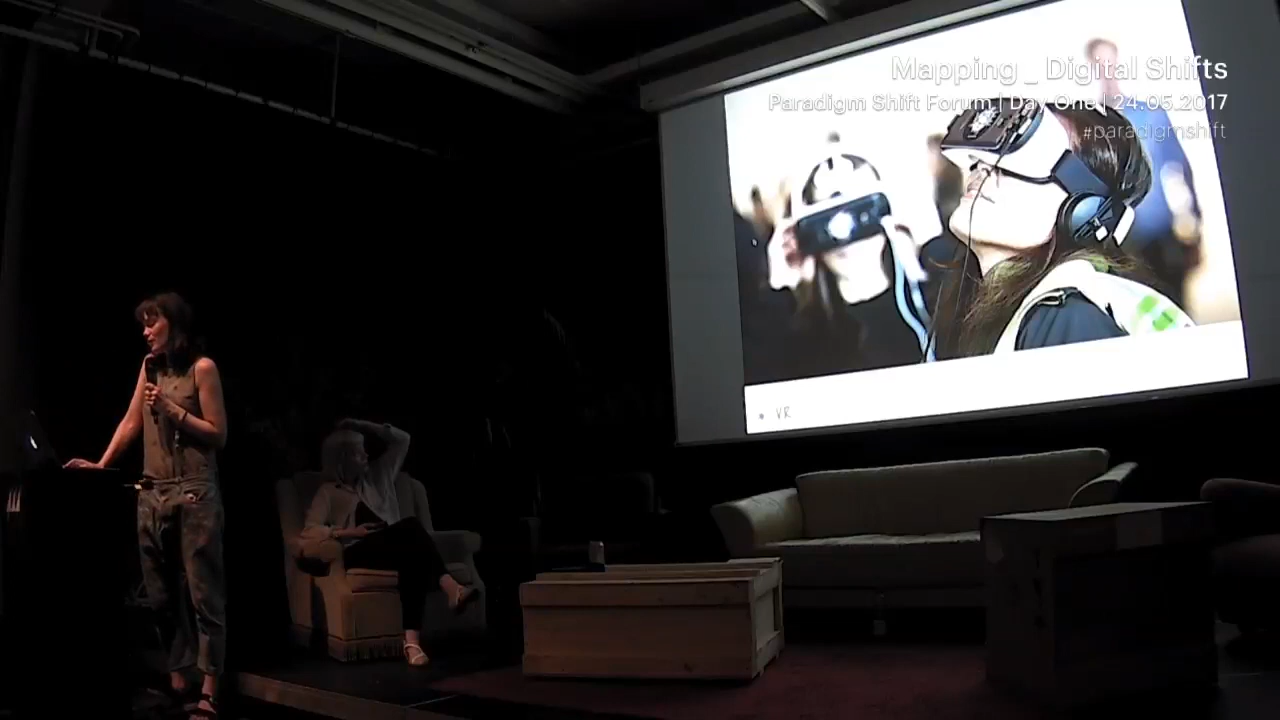 Mapping _ Digital Shifts
Paradigm Shift Forum | Day One | 24.05.2017
#paradigmshift
VR